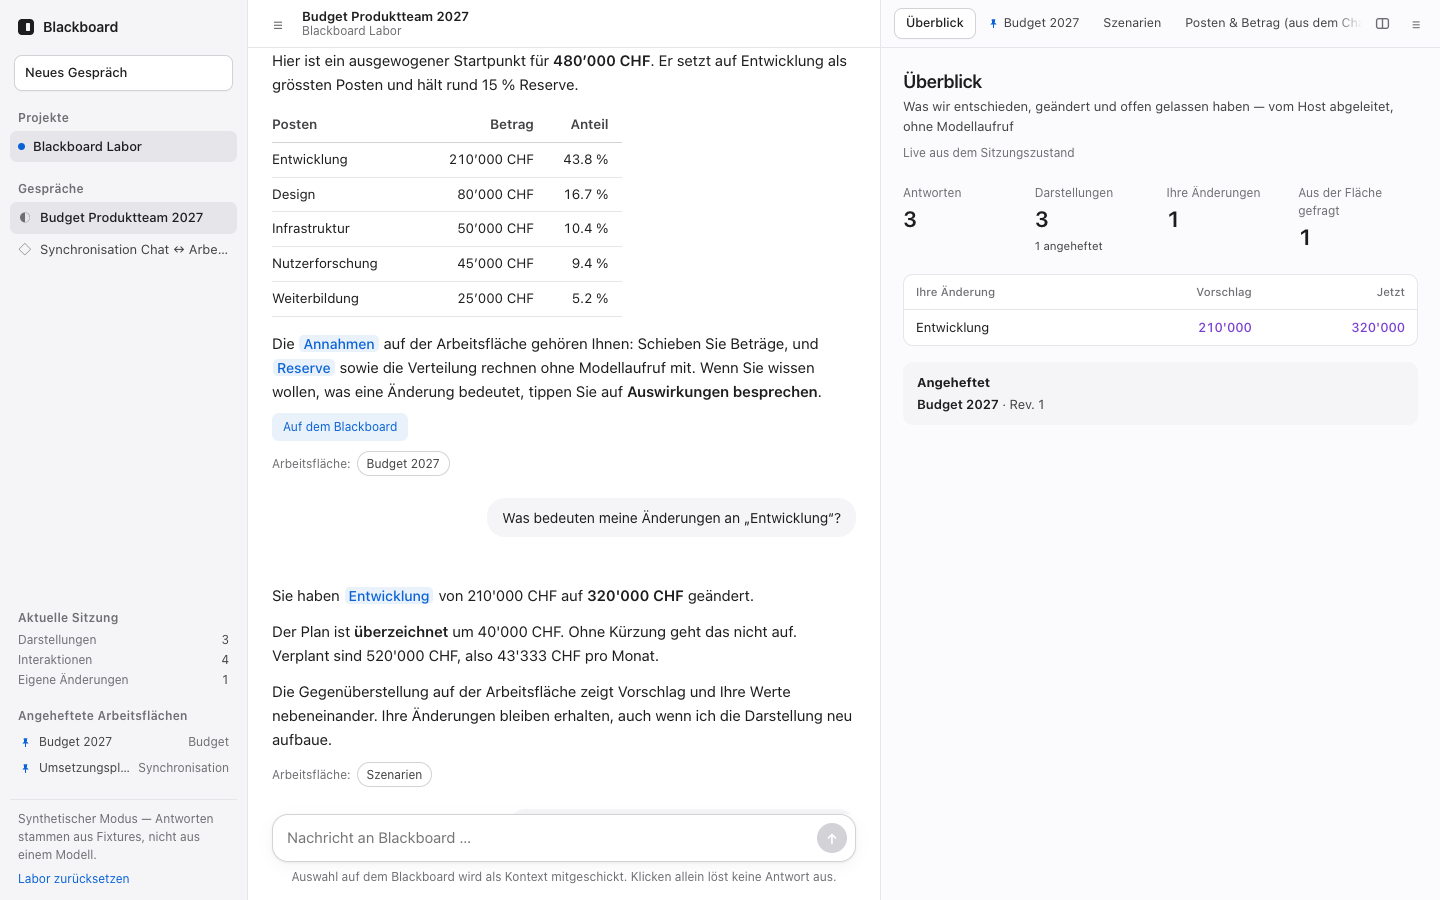 Blackboard
Neues Gespräch
Projekte
Blackboard Labor
Gespräche
Budget Produktteam 2027
Synchronisation Chat ↔ Arbe…
Aktuelle Sitzung
Darstellungen 3
Interaktionen 4
Eigene Änderungen 1
Angeheftete Arbeitsflächen
Budget 2027 Budget
Umsetzungspl… Synchronisation
Synthetischer Modus — Antworten
stammen aus Fixtures, nicht aus
einem Modell.
Labor zurücksetzen
Budget Produktteam 2027
Blackboard Labor
Hier ist ein ausgewogener Startpunkt für 480’000 CHF. Er setzt auf Entwicklung als
grössten Posten und hält rund 15 % Reserve.
Posten Betrag Anteil
Entwicklung 210’000 CHF 43.8 %
Design 80’000 CHF 16.7 %
Infrastruktur 50’000 CHF 10.4 %
Nutzerforschung 45’000 CHF 9.4 %
Weiterbildung 25’000 CHF 5.2 %
Die Annahmen auf der Arbeitsfläche gehören Ihnen: Schieben Sie Beträge, und
Reserve sowie die Verteilung rechnen ohne Modellaufruf mit. Wenn Sie wissen
wollen, was eine Änderung bedeutet, tippen Sie auf Auswirkungen besprechen.
Auf dem Blackboard
Arbeitsfläche: Budget 2027
Was bedeuten meine Änderungen an „Entwicklung“?
Sie haben Entwicklung von 210'000 CHF auf 320'000 CHF geändert.
Der Plan ist überzeichnet um 40'000 CHF. Ohne Kürzung geht das nicht auf.
Verplant sind 520'000 CHF, also 43'333 CHF pro Monat.
Die Gegenüberstellung auf der Arbeitsfläche zeigt Vorschlag und Ihre Werte
nebeneinander. Ihre Änderungen bleiben erhalten, auch wenn ich die Darstellung neu
aufbaue.
Arbeitsfläche: Szenarien
Nachricht an Blackboard …
Auswahl auf dem Blackboard wird als Kontext mitgeschickt. Klicken allein löst keine Antwort aus.
Überblick Budget 2027 Szenarien Posten & Betrag (aus dem Ch
Überblick
Was wir entschieden, geändert und offen gelassen haben — vom Host abgeleitet,
ohne Modellaufruf
Live aus dem Sitzungszustand
Antworten
3
Darstellungen
3
1 angeheftet
Ihre Änderungen
1
Aus der Fläche
gefragt
1
Ihre Änderung Vorschlag Jetzt
Entwicklung 210'000 320'000
Angeheftet
Budget 2027 · Rev. 1